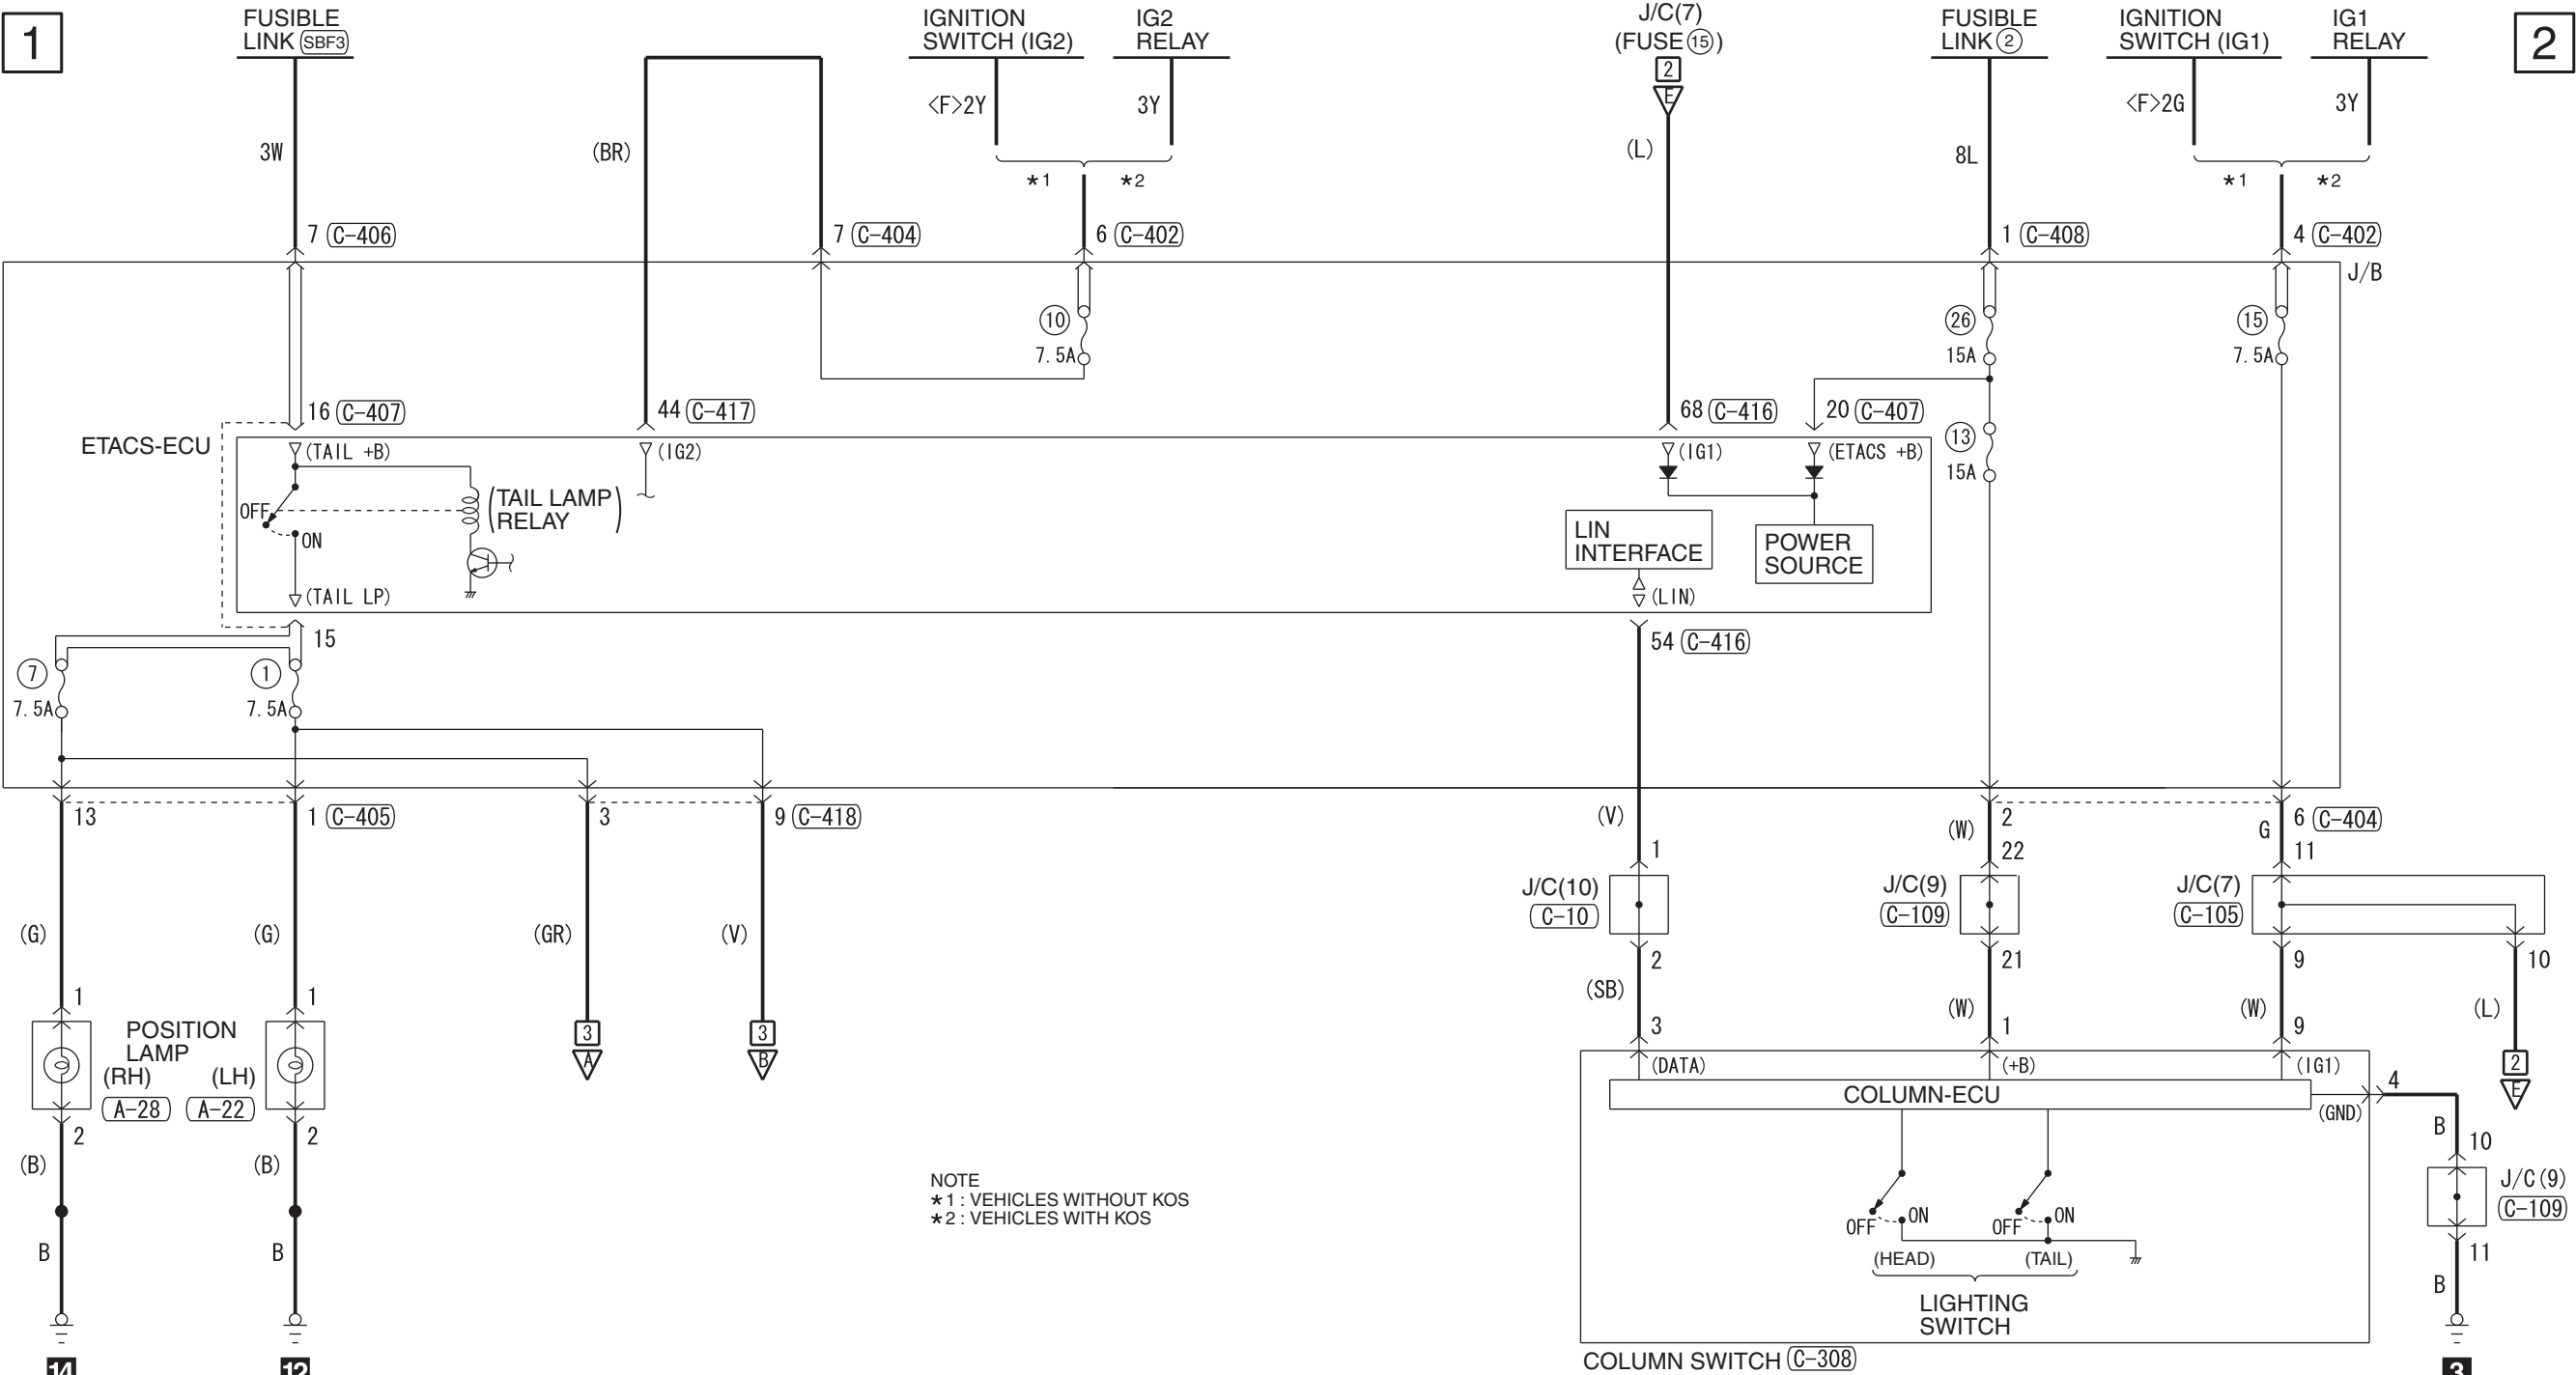 1
FUSIBLE
LINK SBF3
IGNITION
SWITCH (IG2)
IG2
RELAY
J/C(7)
(FUSE 15)
2
E
FUSIBLE
LINK 2
IGNITION
SWITCH (IG1)
IG1
RELAY
2
3W
(BR)
<F>2Y
3Y
*1
*2
(L)
8L
<F>2G
3Y
*1
*2
7 C-406
7 C-404
6 C-402
1 C-408
4 C-402
J/B
10
7.5A
26
15A
15
7.5A
16 C-407
44 C-417
68 C-416
20 C-407
13
15A
ETACS-ECU
(TAIL +B)
(IG2)
(IG1)
(ETACS +B)
OFF
ON
(TAIL LAMP
RELAY)
LIN
INTERFACE
POWER
SOURCE
(TAIL LP)
(LIN)
15
54 C-416
7
7.5A
1
7.5A
13
1 C-405
3
9 C-418
(V)
1
(W)
2
22
G
6 C-404
11
J/C(10)
C-10
J/C(9)
C-109
J/C(7)
C-105
(G)
(G)
(GR)
(V)
2
21
9
10
(SB)
(W)
(W)
(L)
1
1
3
1
9
3
A
3
B
2
E
POSITION
LAMP
(RH)
(LH)
A-28
A-22
(DATA)
(+B)
(IG1)
COLUMN-ECU
4
(GND)
2
2
(B)
(B)
B
10
J/C(9)
C-109
11
B
B
B
NOTE
*1 : VEHICLES WITHOUT KOS
*2 : VEHICLES WITH KOS
OFF
ON
OFF
ON
(HEAD)
(TAIL)
LIGHTING
SWITCH
COLUMN SWITCH C-308
14
12
3